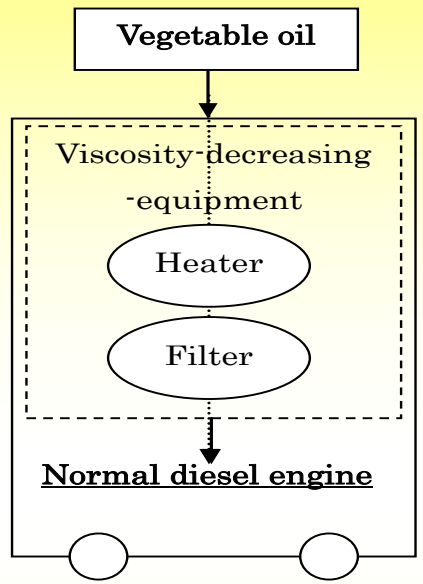 Vegetable oil
Viscosity-decreasing
-equipment
Heater
Filter
Normal diesel engine